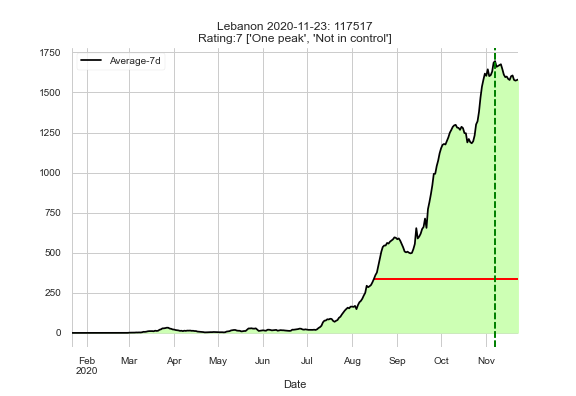 Lebanon 2020-11-23: 117517
Rating:7 ['One peak', 'Not in control']
Average-7d
1750
1500
1250
1000
750
500
250
0
Feb Mar Apr May Jun Jul Aug Sep Oct Nov
2020
Date